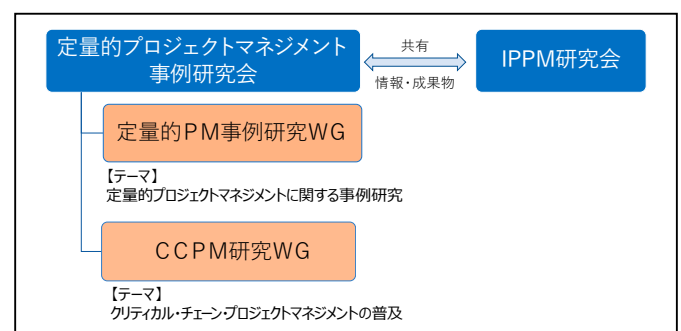 定量的プロジェクトマネジメント
事例研究会
共有
情報・成果物
IPPM研究会
定量的PM事例研究WG
【テーマ】
定量的プロジェクトマネジメントに関する事例研究
CCPM研究WG
【テーマ】
クリティカル・チェーン・プロジェクトマネジメントの普及